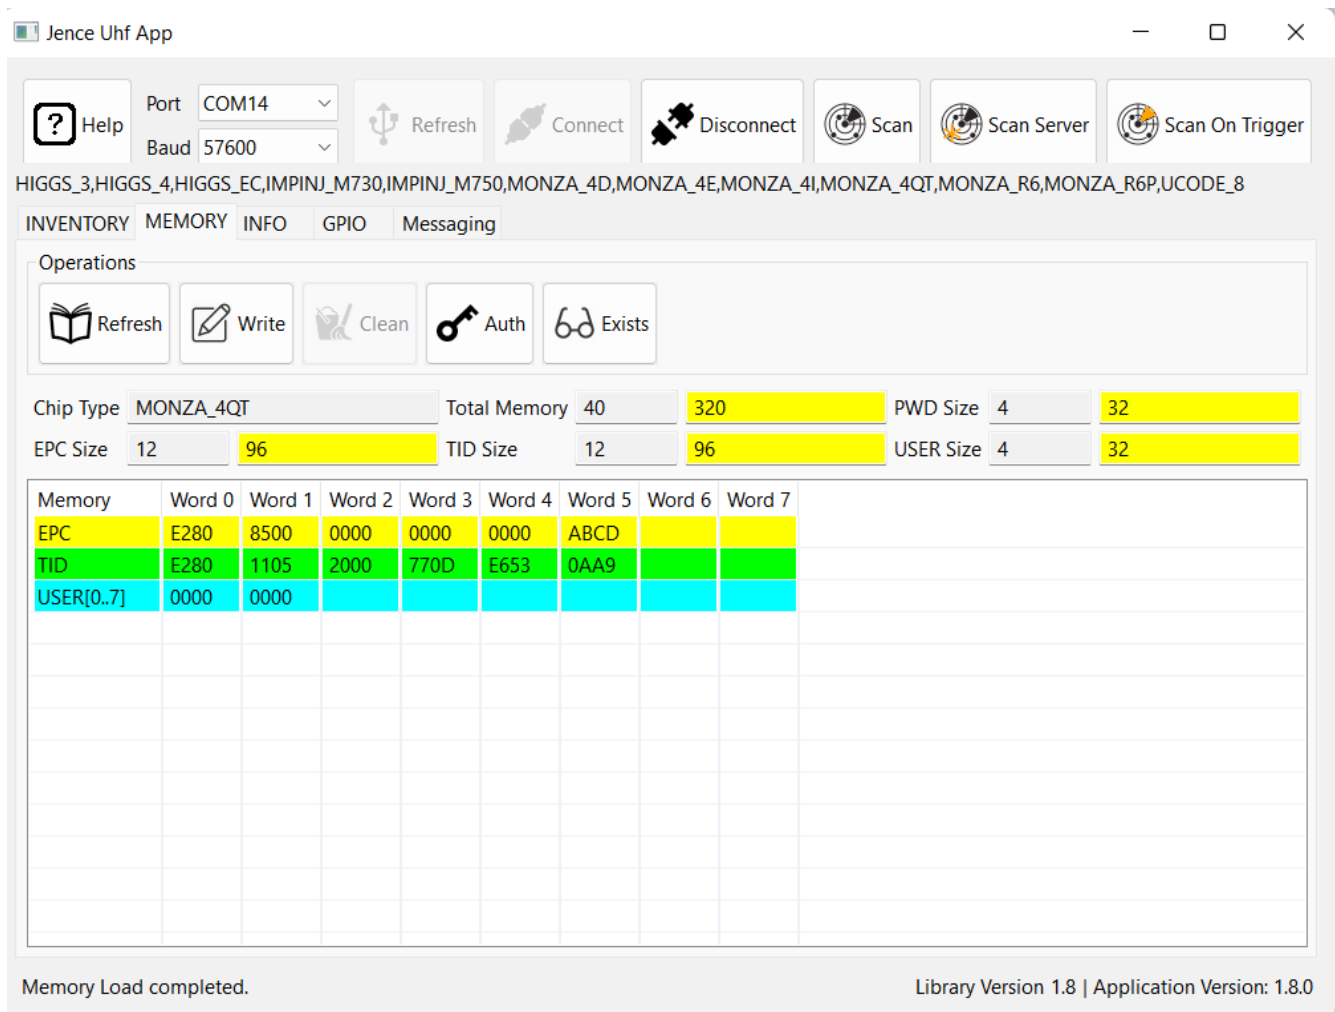 Jence Uhf App
Help Port COM14 Refresh Connect Disconnect Scan Scan Server Scan On Trigger
Baud 57600
HIGGS_3,HIGGS_4,HIGGS_EC,IMPINJ_M730,IMPINJ_M750,MONZA_4D,MONZA_4E,MONZA_4I,MONZA_4QT,MONZA_R6,MONZA_R6P,UCODE_8
INVENTORY MEMORY INFO GPIO Messaging
Operations
Refresh Write Clean Auth Exists
Chip Type MONZA_4QT Total Memory 40 320 PWD Size 4 32
EPC Size 12 96 TID Size 12 96 USER Size 4 32
Memory Word 0 Word 1 Word 2 Word 3 Word 4 Word 5 Word 6 Word 7
EPC E280 8500 0000 0000 0000 ABCD
TID E280 1105 2000 770D E653 0AA9
USER[0..7] 0000 0000
Memory Load completed. Library Version 1.8 | Application Version: 1.8.0